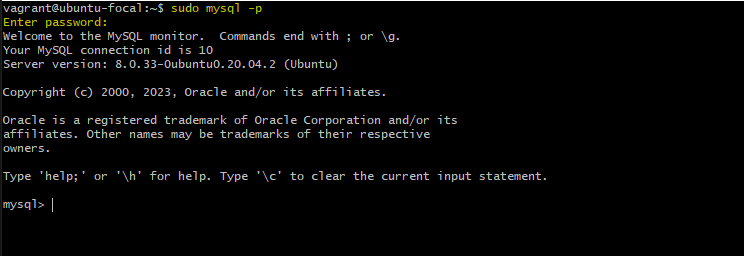 vagrant@ubuntu-focal:~$ sudo mysql -p
Enter password:
Welcome to the MySQL monitor.  Commands end with ; or \g.
Your MySQL connection id is 10
Server version: 8.0.33-0ubuntu0.20.04.2 (Ubuntu)
Copyright (c) 2000, 2023, Oracle and/or its affiliates.
Oracle is a registered trademark of Oracle Corporation and/or its
affiliates. Other names may be trademarks of their respective
owners.
Type 'help;' or '\h' for help. Type '\c' to clear the current input statement.
mysql>